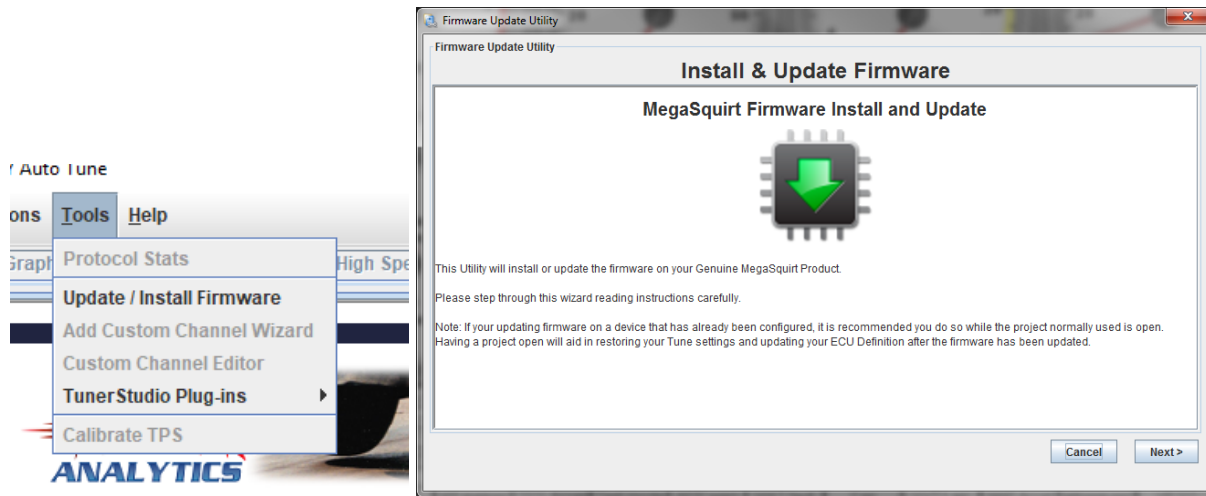 Auto Tune
ons Tools Help
Graph
High Spe
Protocol Stats
Update / Install Firmware
Add Custom Channel Wizard
Custom Channel Editor
TunerStudio Plug-ins
Calibrate TPS
ANALYTICS
Firmware Update Utility
Firmware Update Utility
Install & Update Firmware
MegaSquirt Firmware Install and Update
This Utility will install or update the firmware on your Genuine MegaSquirt Product.
Please step through this wizard reading instructions carefully.
Note: If your updating firmware on a device that has already been configured, it is recommended you do so while the project normally used is open.
Having a project open will aid in restoring your Tune settings and updating your ECU Definition after the firmware has been updated.
Cancel
Next >